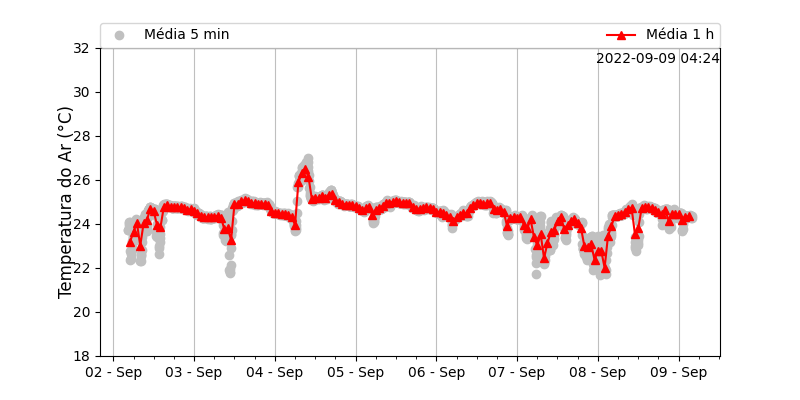 Média 5 min
Média 1 h
2022-09-09 04:24
Temperatura do Ar (°C)
32
30
28
26
24
22
20
18
02 - Sep
03 - Sep
04 - Sep
05 - Sep
06 - Sep
07 - Sep
08 - Sep
09 - Sep